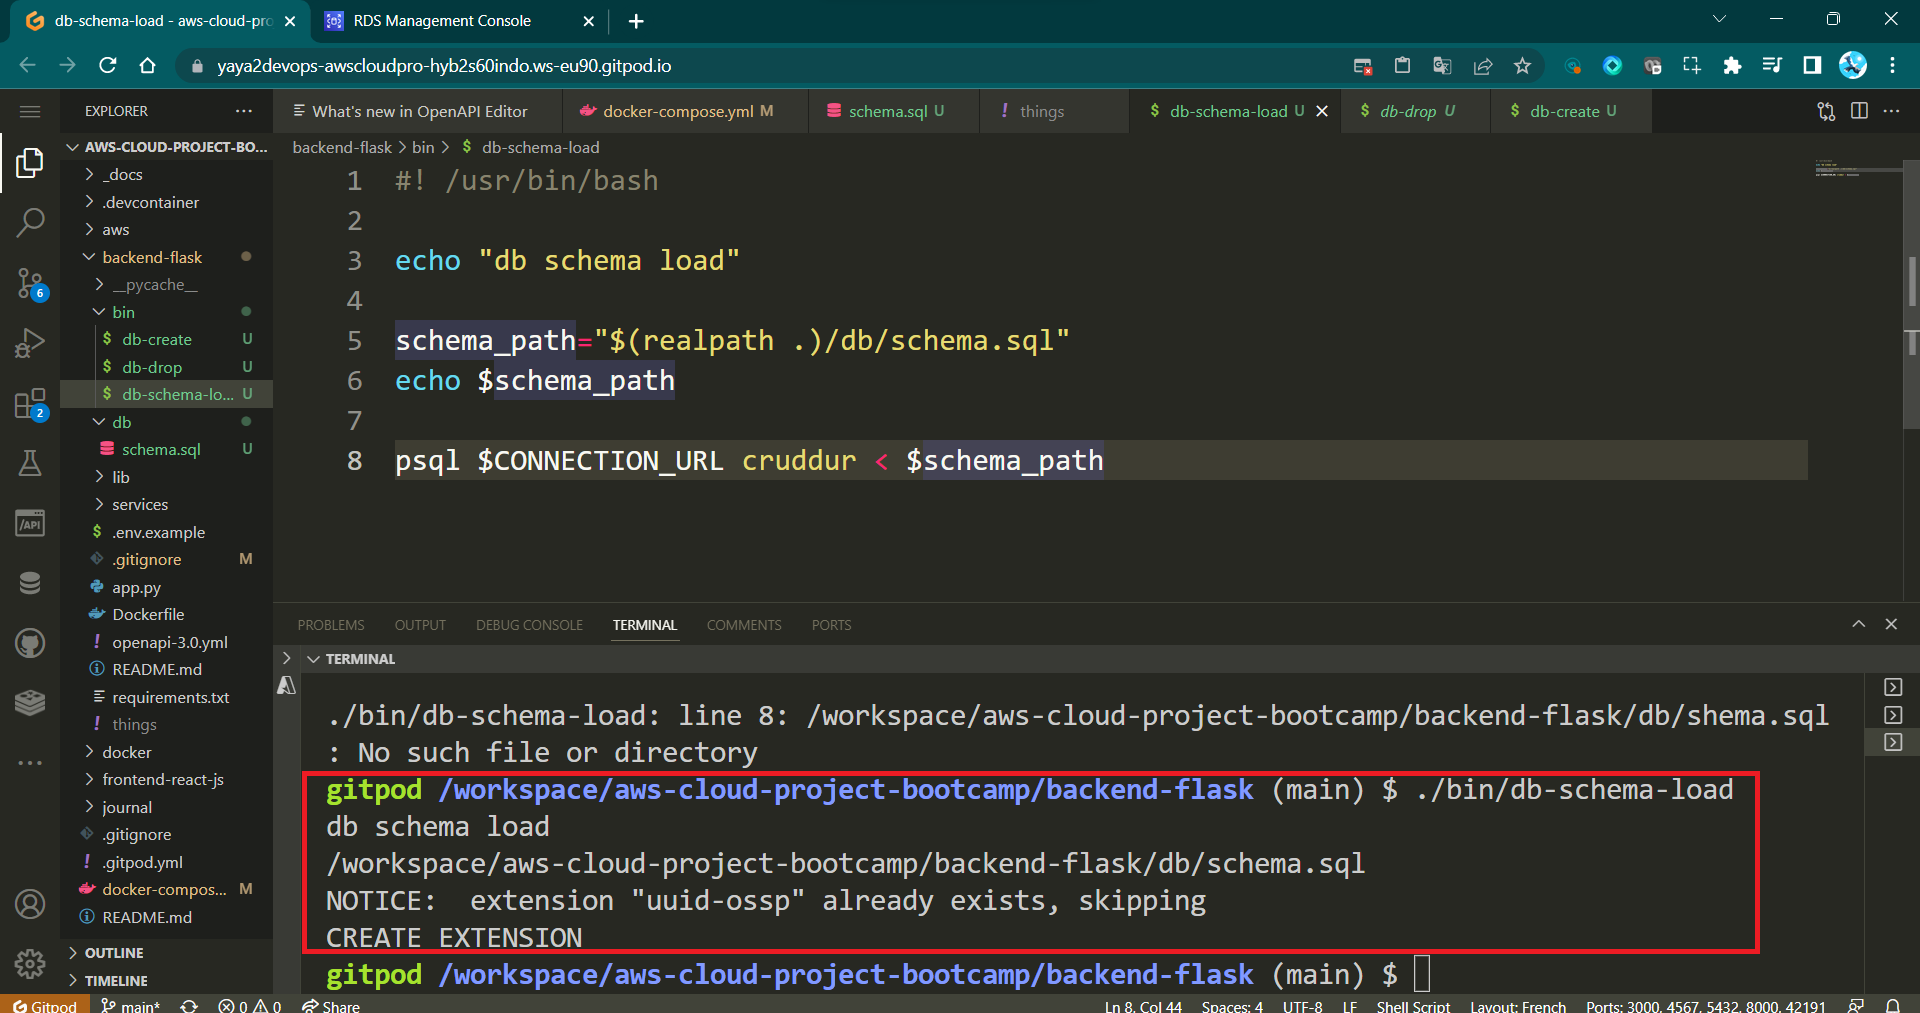 db-schema-load - aws-cloud-pro
RDS Management Console
yaya2devops-awscloudpro-hyb2s60indo.ws-eu90.gitpod.io
EXPLORER
What's new in OpenAPI Editor
docker-compose.yml M
schema.sql U
! things
$ db-schema-load U
$ db-drop U
$ db-create U
AWS-CLOUD-PROJECT-BO...
_docs
.devcontainer
aws
backend-flask
__pycache__
bin
$ db-create U
$ db-drop U
$ db-schema-lo... U
db
schema.sql U
lib
services
$ .env.example
.gitignore M
app.py
Dockerfile
! openapi-3.0.yml
README.md
requirements.txt
! things
docker
frontend-react-js
journal
.gitignore
! .gitpod.yml
docker-compos... M
README.md
OUTLINE
TIMELINE
6
2
/API
backend-flask > bin > $ db-schema-load
1 #! /usr/bin/bash
2
3 echo "db schema load"
4
5 schema_path="$(realpath .)/db/schema.sql"
6 echo $schema_path
7
8 psql $CONNECTION_URL cruddur < $schema_path
PROBLEMS OUTPUT DEBUG CONSOLE TERMINAL COMMENTS PORTS
TERMINAL
./bin/db-schema-load: line 8: /workspace/aws-cloud-project-bootcamp/backend-flask/db/shema.sql
: No such file or directory
gitpod /workspace/aws-cloud-project-bootcamp/backend-flask (main) $ ./bin/db-schema-load
db schema load
/workspace/aws-cloud-project-bootcamp/backend-flask/db/schema.sql
NOTICE:  extension "uuid-ossp" already exists, skipping
CREATE EXTENSION
gitpod /workspace/aws-cloud-project-bootcamp/backend-flask (main) $
Gitpod main* 0 0 Share Ln 8, Col 44 Spaces: 4 UTF-8 LF Shell Script Layout: French Ports: 3000, 4567, 5432, 8000, 42191